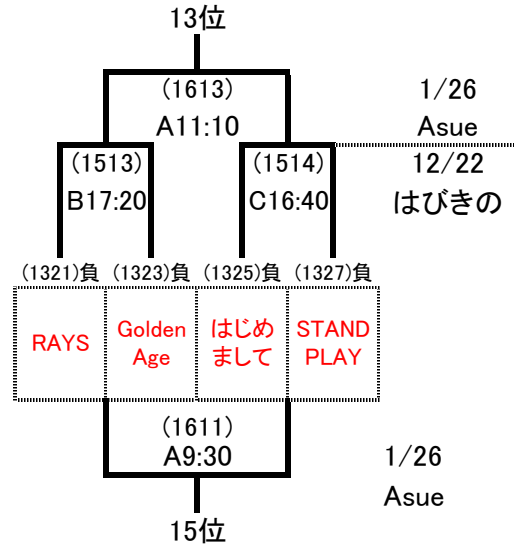 13位
(1613)
1/26
A11:10
Asue
(1513)
(1514)
12/22
B17:20
C16:40
はびきの
(1321)負 (1323)負 (1325)負 (1327)負
RAYS
Golden
Age
はじめ
まして
STAND
PLAY
(1611)
A9:30
1/26
Asue
15位